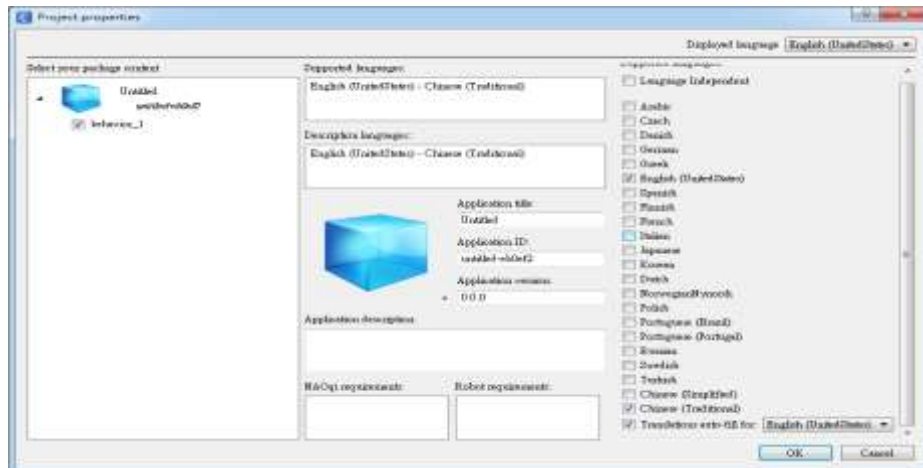 Project properties
Displayed language English (UnitedStates)
Select your package content
Untitled
behavior_1
Supported languages:
English (UnitedStates) - Chinese (Traditional)
Description languages:
English (UnitedStates) - Chinese (Traditional)
Application title:
Untitled
Application ID:
Application version:
0.0.0
Application description:
NAOqi requirements:
Robot requirements:
Supported languages:
Language Independent
Arabic
Czech
Danish
German
Greek
English (UnitedStates)
Spanish
Finnish
French
Italian
Japanese
Korean
Dutch
NorwegianNynorsk
Polish
Portuguese (Brazil)
Portuguese (Portugal)
Russian
Swedish
Turkish
Chinese (Simplified)
Chinese (Traditional)
Translations auto-fill for: English (UnitedStates)
OK
Cancel